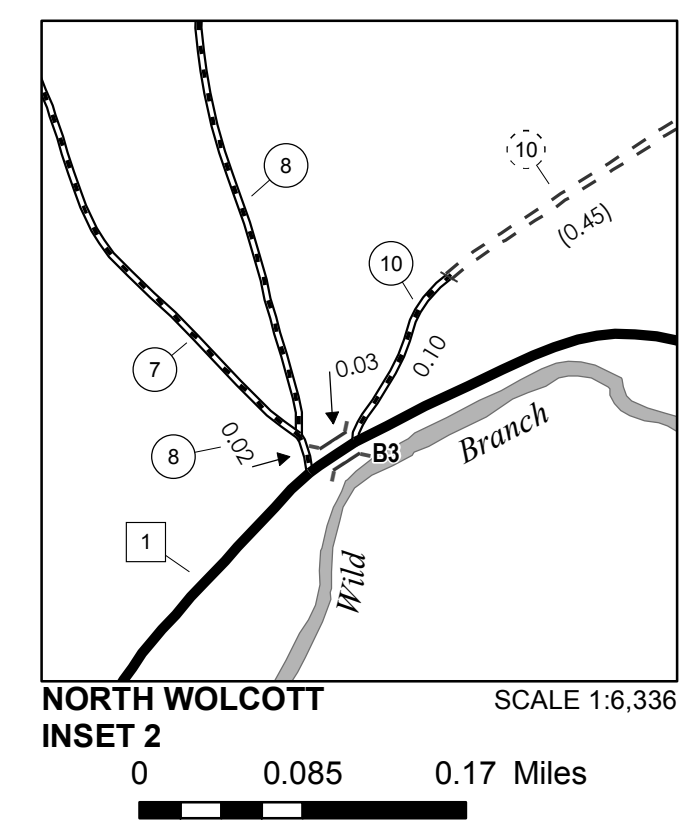 10
8
(0.45)
10
0.10
0.03
7
0.02
8
B3
Branch
1
Wild
NORTH WOLCOTT
INSET 2
SCALE 1:6,336
0 0.085 0.17 Miles